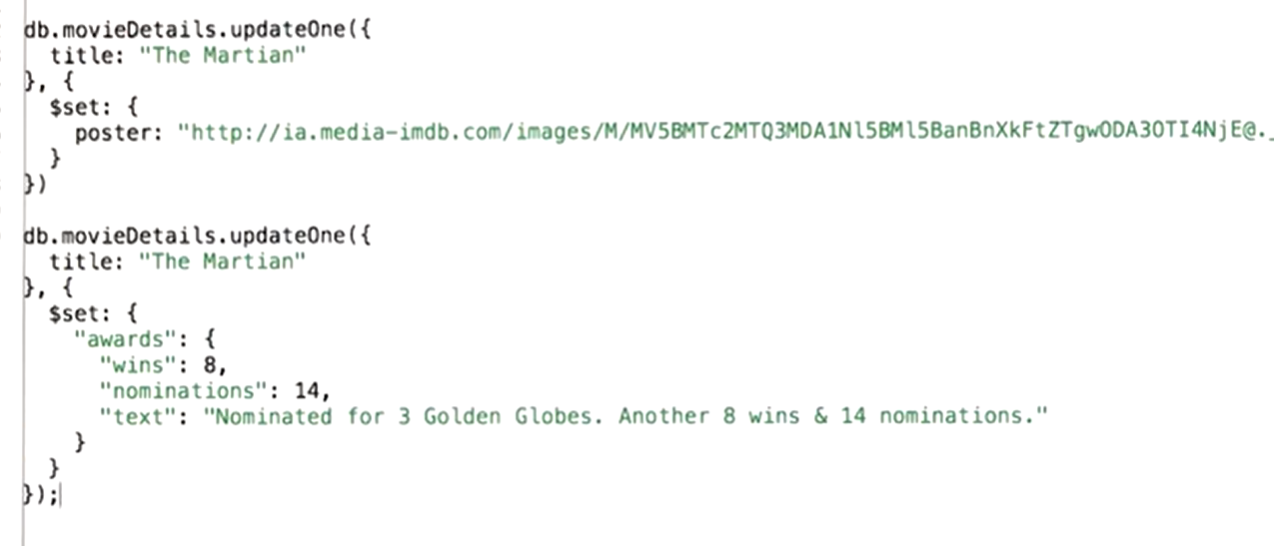 db.movieDetails.updateOne({
  title: "The Martian"
}, {
  $set: {
    poster: "http://ia.media-imdb.com/images/M/MV5BMTc2MTQ3MDA1Nl5BMl5BanBnXkFtZTgwODA3OTI4NjE@._
  }
})

db.movieDetails.updateOne({
  title: "The Martian"
}, {
  $set: {
    "awards": {
      "wins": 8,
      "nominations": 14,
      "text": "Nominated for 3 Golden Globes. Another 8 wins & 14 nominations."
    }
  }
});